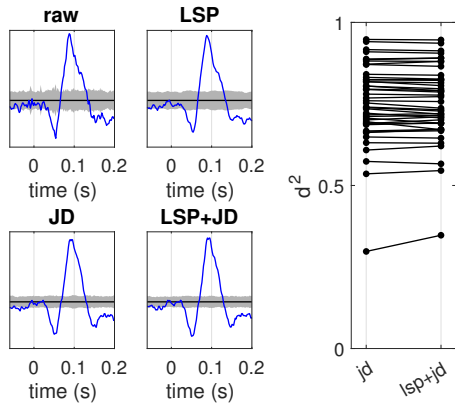 raw
LSP
0 0.1 0.2
time (s)
0 0.1 0.2
time (s)
JD
LSP+JD
0 0.1 0.2
time (s)
0 0.1 0.2
time (s)
1
0.5
0
d²
jd
lsp+jd